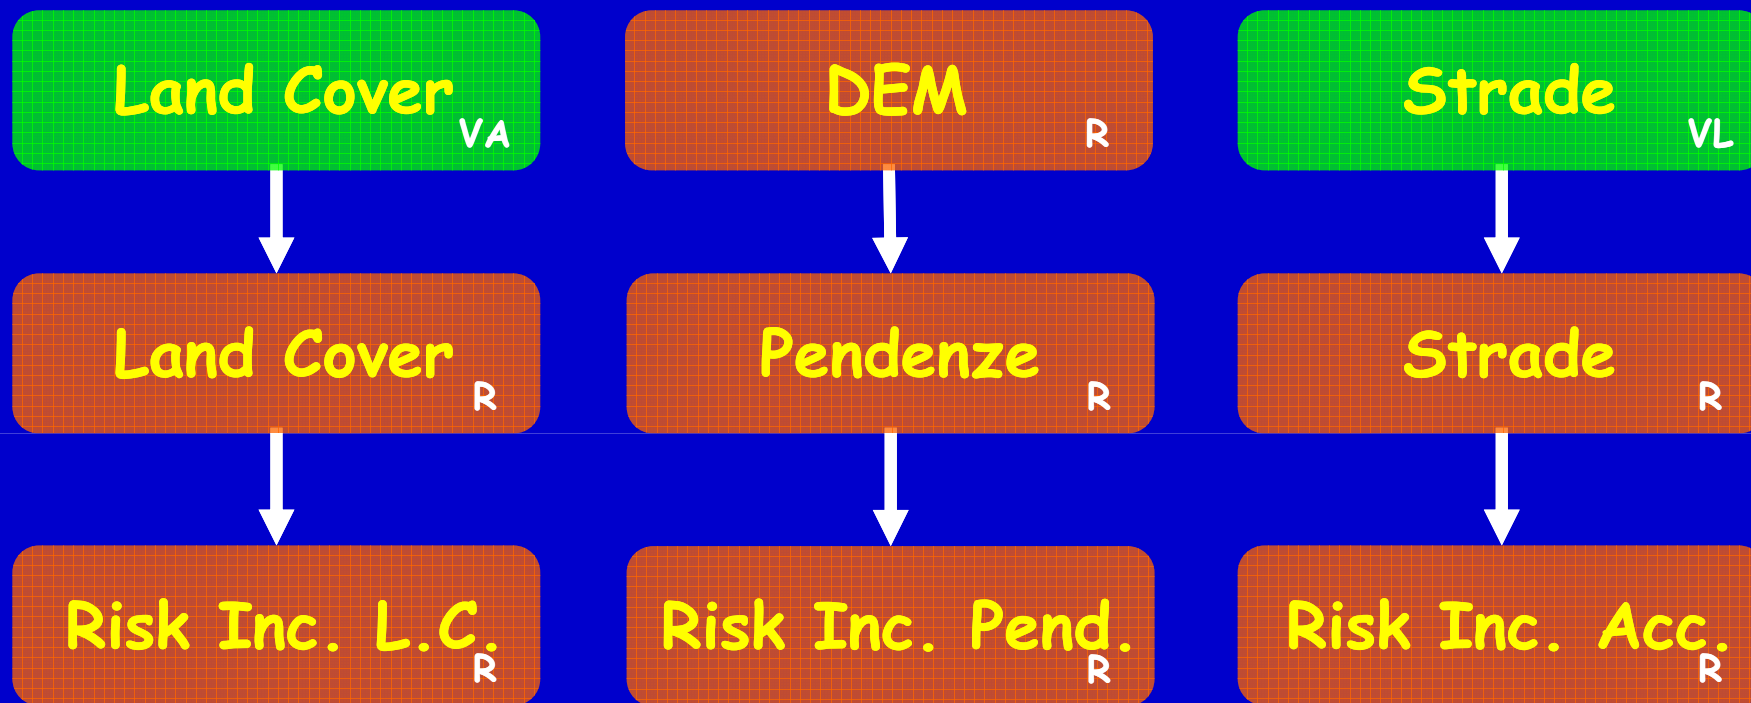 Land Cover
VA
DEM
R
Strade
VL
Land Cover
R
Pendenze
R
Strade
R
Risk Inc. L.C.
R
Risk Inc. Pend.
R
Risk Inc. Acc.
R